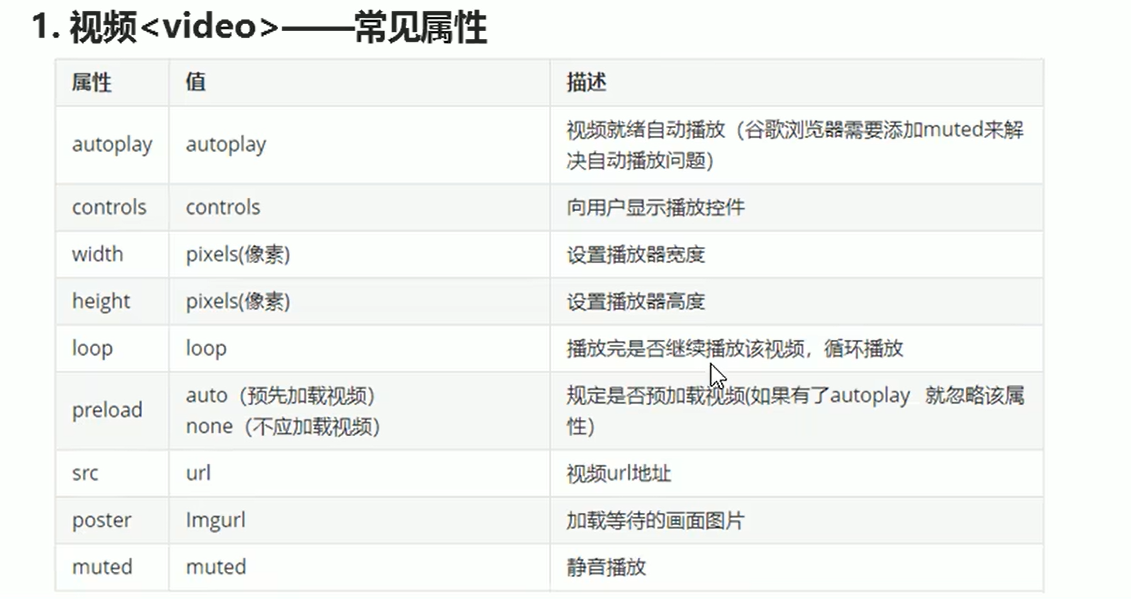 1. 视频<video>——常见属性
属性 值 描述
autoplay autoplay 视频就绪自动播放（谷歌浏览器需要添加muted来解
决自动播放问题）
controls controls 向用户显示播放控件
width pixels(像素) 设置播放器宽度
height pixels(像素) 设置播放器高度
loop loop 播放完是否继续播放该视频，循环播放
preload auto（预先加载视频）
none（不应加载视频） 规定是否预加载视频(如果有了autoplay 就忽略该属
性）
src url 视频url地址
poster Imgurl 加载等待的画面图片
muted muted 静音播放